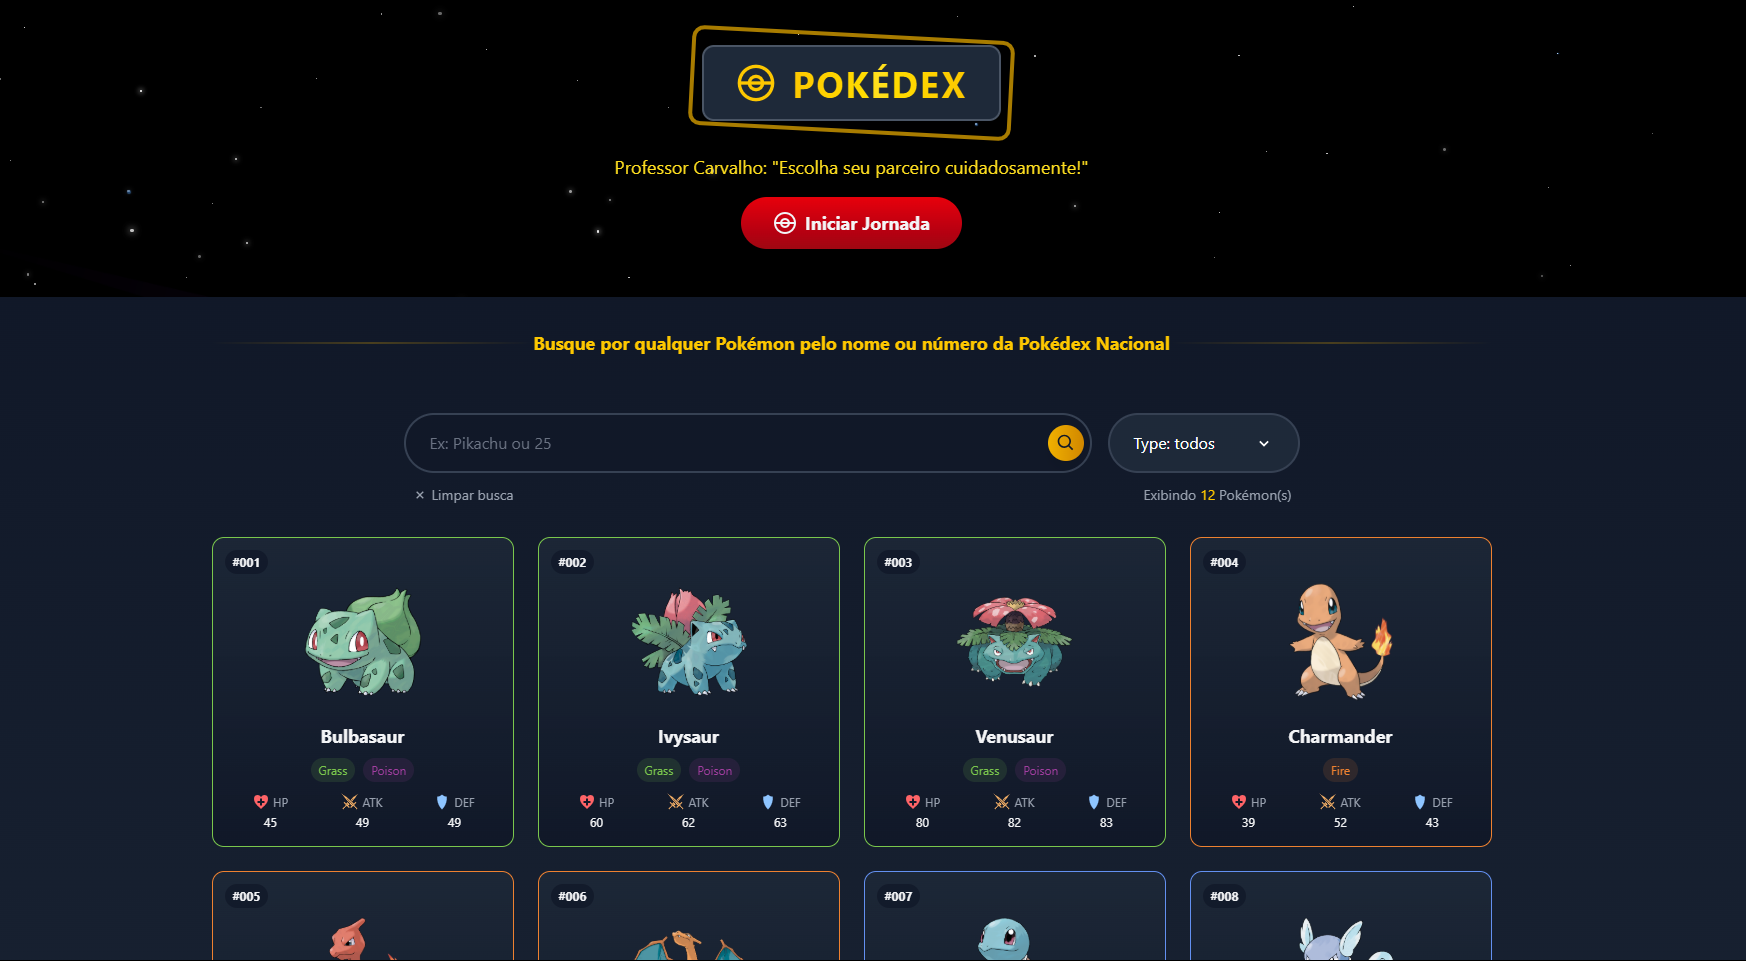 POKÉDEX
Professor Carvalho: "Escolha seu parceiro cuidadosamente!"
Iniciar Jornada
Busque por qualquer Pokémon pelo nome ou número da Pokédex Nacional
Ex: Pikachu ou 25
Type: todos
× Limpar busca
Exibindo 12 Pokémon(s)
#001
Bulbasaur
Grass Poison
HP ATK DEF
45 49 49
#002
Ivysaur
Grass Poison
HP ATK DEF
60 62 63
#003
Venusaur
Grass Poison
HP ATK DEF
80 82 83
#004
Charmander
Fire
HP ATK DEF
39 52 43
#005
#006
#007
#008